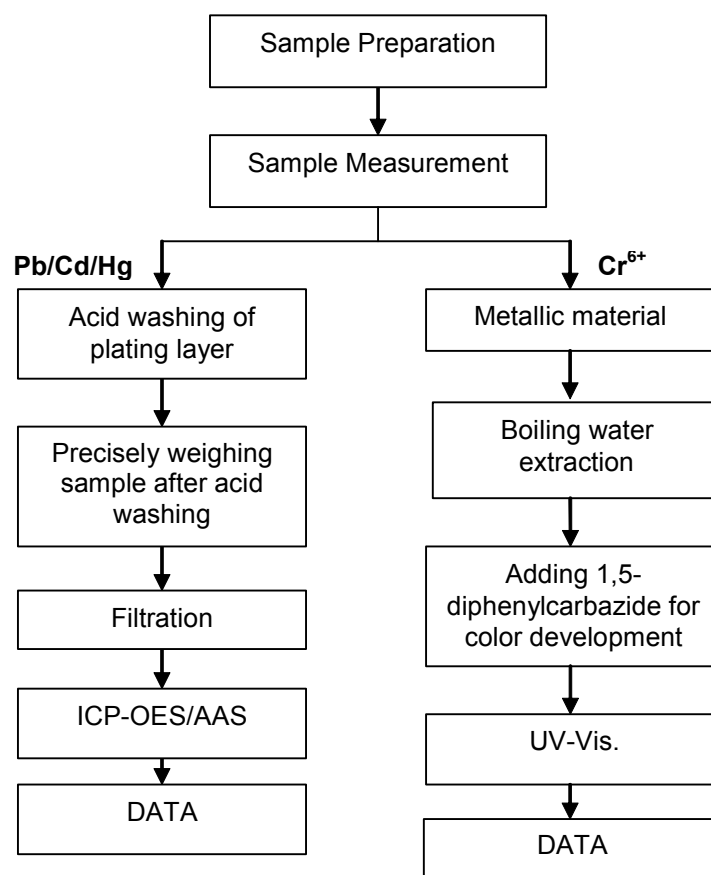 Sample Preparation
Sample Measurement
Pb/Cd/Hg
Acid washing of
plating layer
Precisely weighing
sample after acid
washing
Filtration
ICP-OES/AAS
DATA
Cr⁶⁺
Metallic material
Boiling water
extraction
Adding 1,5-
diphenylcarbazide for
color development
UV-Vis.
DATA